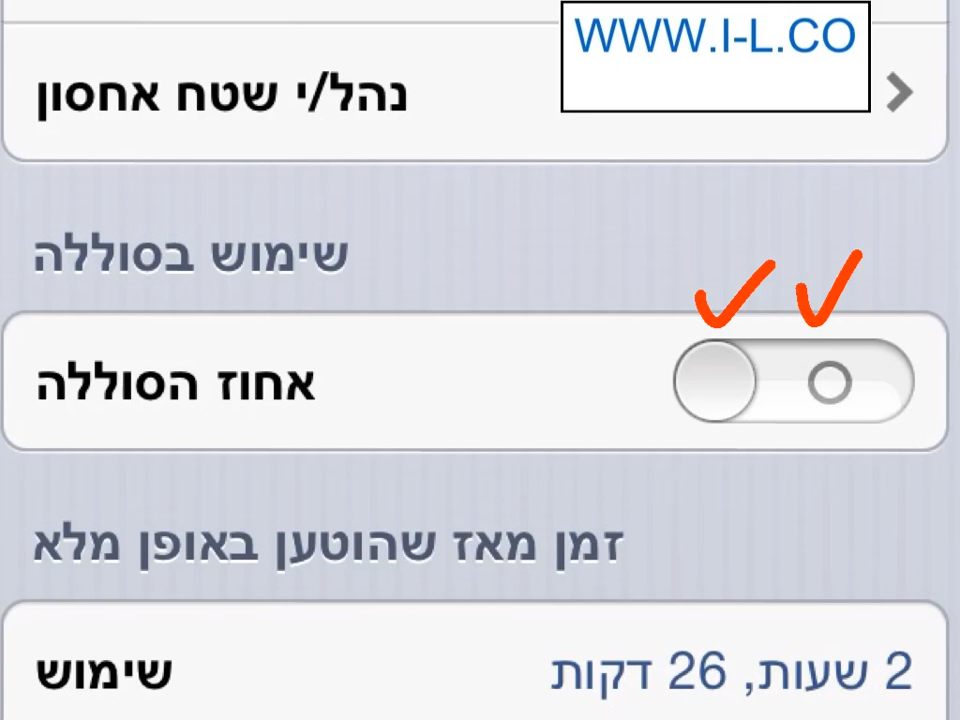 WWW.I-L.CO
נהל/י שטח אחסון
שימוש בסוללה
אחוז הסוללה
זמן מאז שהוטען באופן מלא
שימוש
2 שעות, 26 דקות